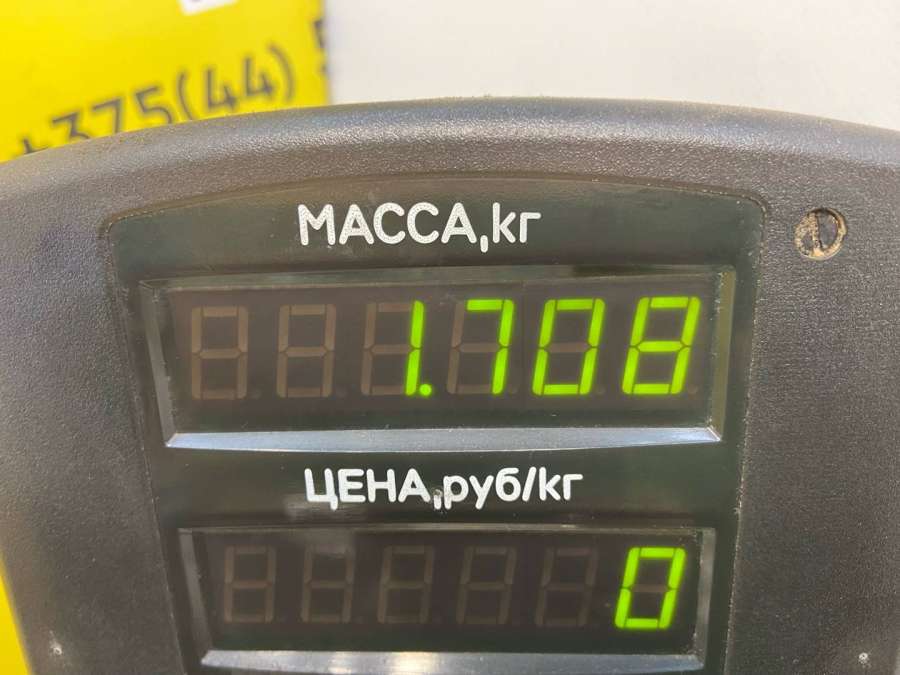 +375(44)
МАССА,кг
1.708
ЦЕНА,руб/кг
0